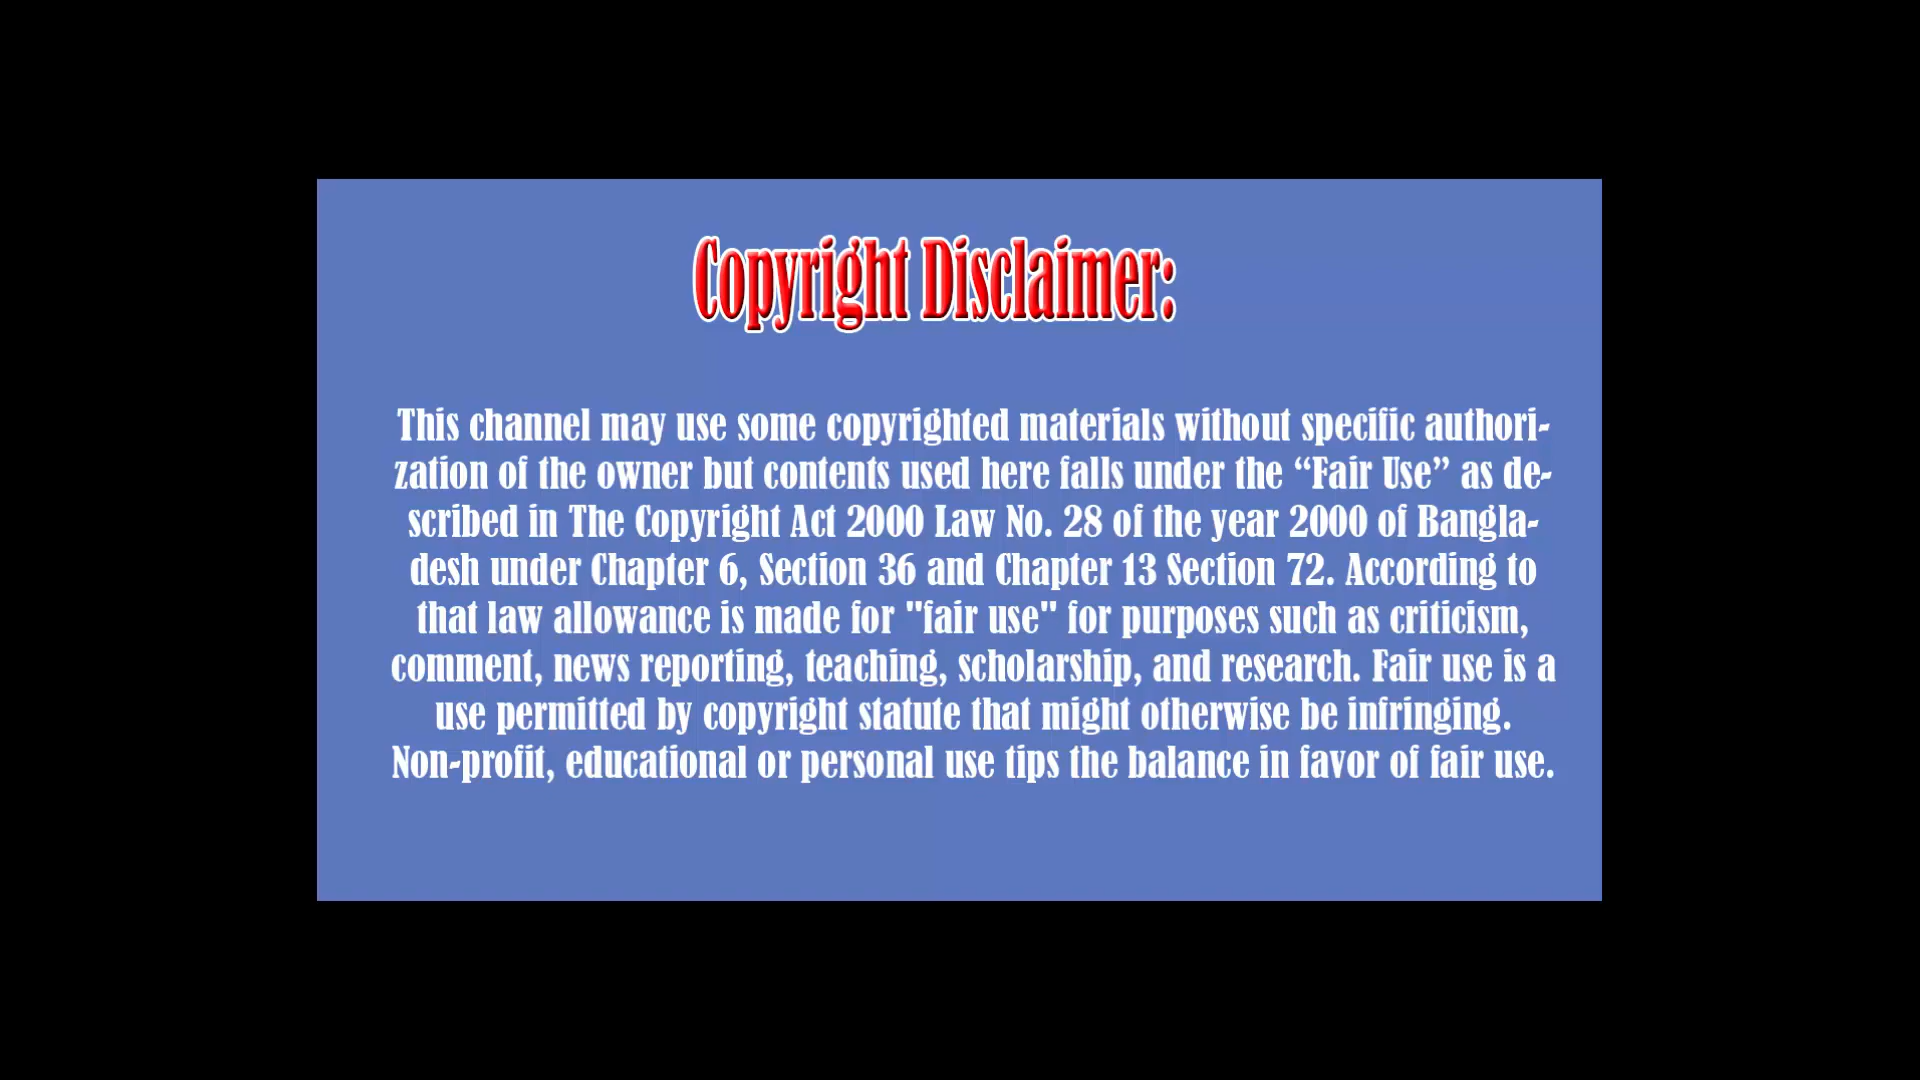 Copyright Disclaimer:
This channel may use some copyrighted materials without specific authori-
zation of the owner but contents used here falls under the “Fair Use” as de-
scribed in The Copyright Act 2000 Law No. 28 of the year 2000 of Bangla-
desh under Chapter 6, Section 36 and Chapter 13 Section 72. According to
that law allowance is made for "fair use" for purposes such as criticism,
comment, news reporting, teaching, scholarship, and research. Fair use is a
use permitted by copyright statute that might otherwise be infringing.
Non-profit, educational or personal use tips the balance in favor of fair use.